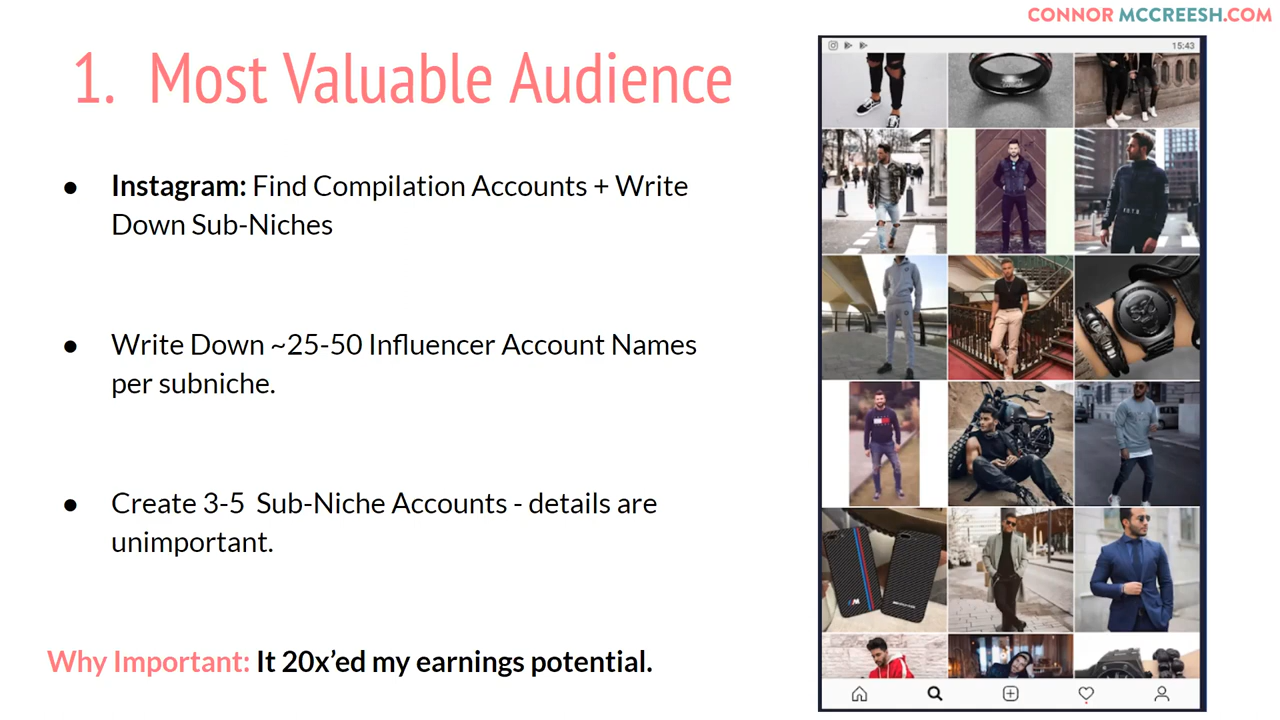 CONNOR MCCREESH.COM
1. Most Valuable Audience
● Instagram: Find Compilation Accounts + Write
Down Sub-Niches
● Write Down ~25-50 Influencer Account Names
per subniche.
● Create 3-5 Sub-Niche Accounts - details are
unimportant.
Why Important: It 20x’ed my earnings potential.
15:43